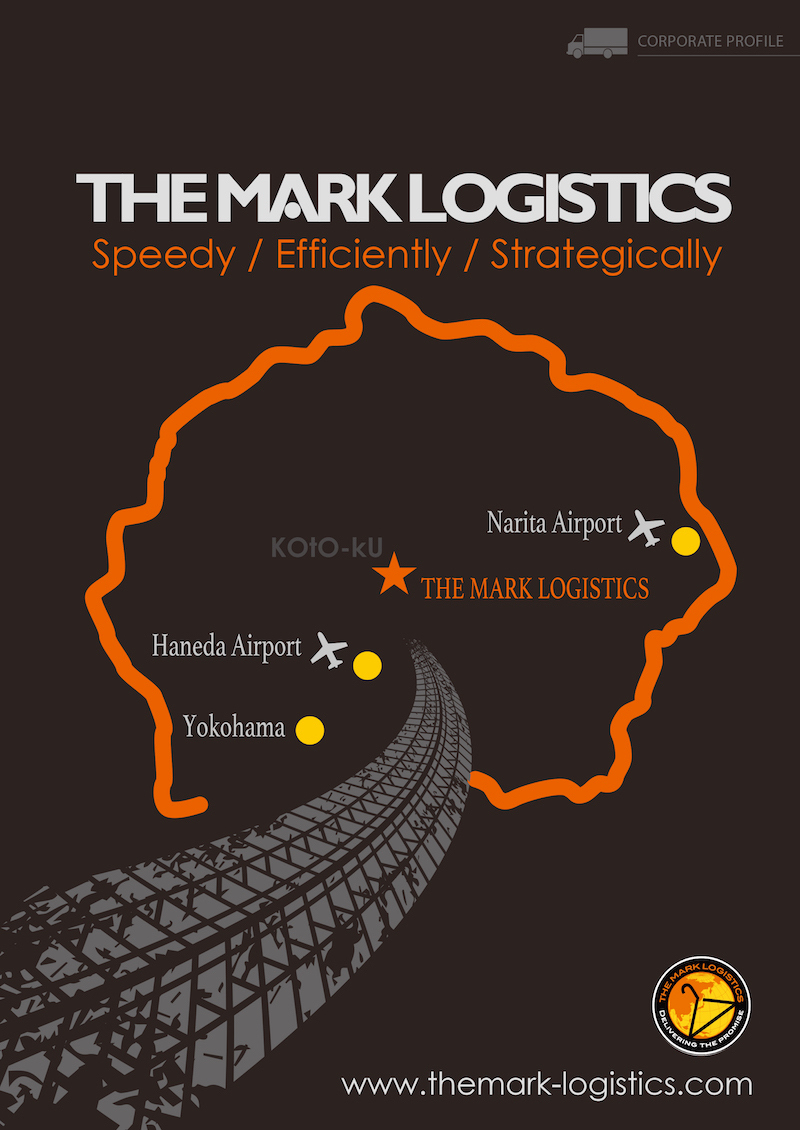 CORPORATE PROFILE
THE MARK LOGISTICS
Speedy / Efficiently / Strategically
Narita Airport
KOtO-kU
THE MARK LOGISTICS
Haneda Airport
Yokohama
THE MARK LOGISTICS
DELIVERING THE PROMISE
www.themark-logistics.com